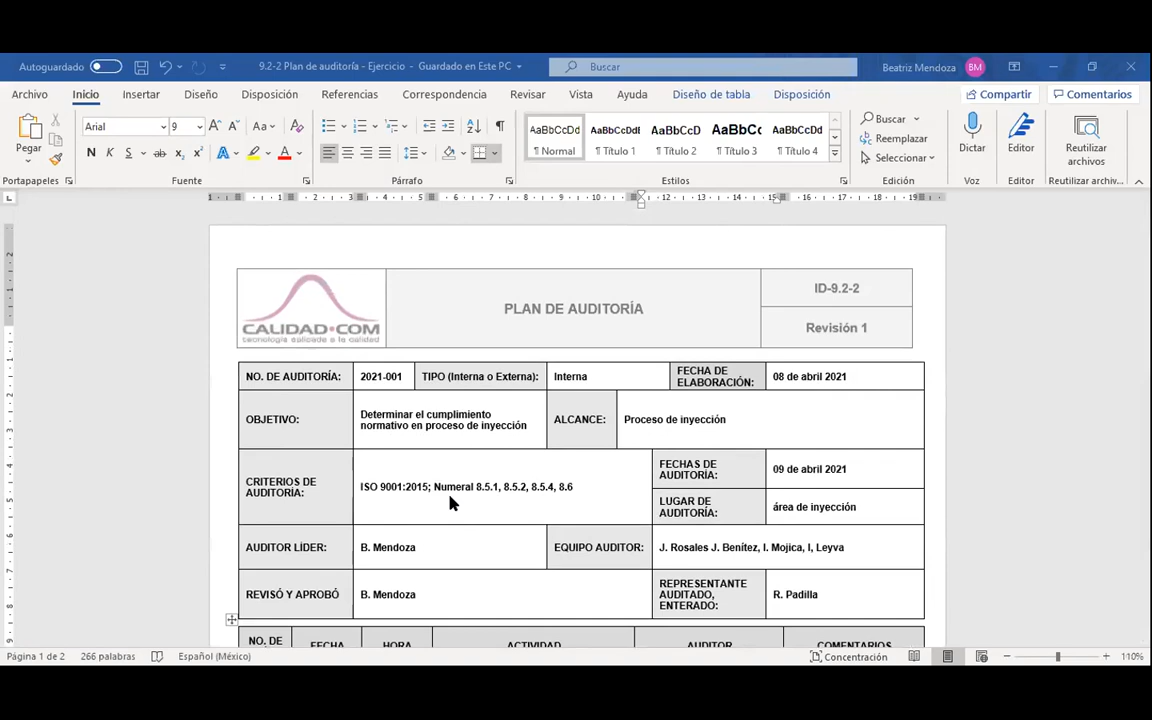 Autoguardado
9.2-2 Plan de auditoría - Ejercicio - Guardado en Este PC
Buscar
Beatriz Mendoza
BM
Archivo Inicio Insertar Diseño Disposición Referencias Correspondencia Revisar Vista Ayuda Diseño de tabla Disposición
Compartir Comentarios
Pegar
Arial 9
N K S ab x₂ x² A A
A A Aa A
AaBbCcDd AaBbCcDdE AaBbCcD AaBbCc AaBbCcDd
¶ Normal ¶ Título 1 ¶ Título 2 ¶ Título 3 ¶ Título 4
Buscar
Reemplazar
Seleccionar
Dictar
Editor
Reutilizar
archivos
Portapapeles Fuente Párrafo Estilos Edición Voz Editor Reutilizar archiv...
CALIDAD·COM
tecnología aplicada a la calidad
PLAN DE AUDITORÍA
ID-9.2-2
Revisión 1
NO. DE AUDITORÍA: 2021-001 TIPO (Interna o Externa): Interna
FECHA DE
ELABORACIÓN:
08 de abril 2021
OBJETIVO:
Determinar el cumplimiento
normativo en proceso de inyección
ALCANCE: Proceso de inyección
CRITERIOS DE
AUDITORÍA:
ISO 9001:2015; Numeral 8.5.1, 8.5.2, 8.5.4, 8.6
FECHAS DE
AUDITORÍA:
09 de abril 2021
LUGAR DE
AUDITORÍA:
área de inyección
AUDITOR LÍDER: B. Mendoza
EQUIPO AUDITOR: J. Rosales J. Benítez, I. Mojica, I, Leyva
REVISÓ Y APROBÓ B. Mendoza
REPRESENTANTE
AUDITADO,
ENTERADO:
R. Padilla
NO. DE
FECHA HORA ACTIVIDAD AUDITOR COMENTARIOS
Página 1 de 2 266 palabras Español (México) Concentración 110%